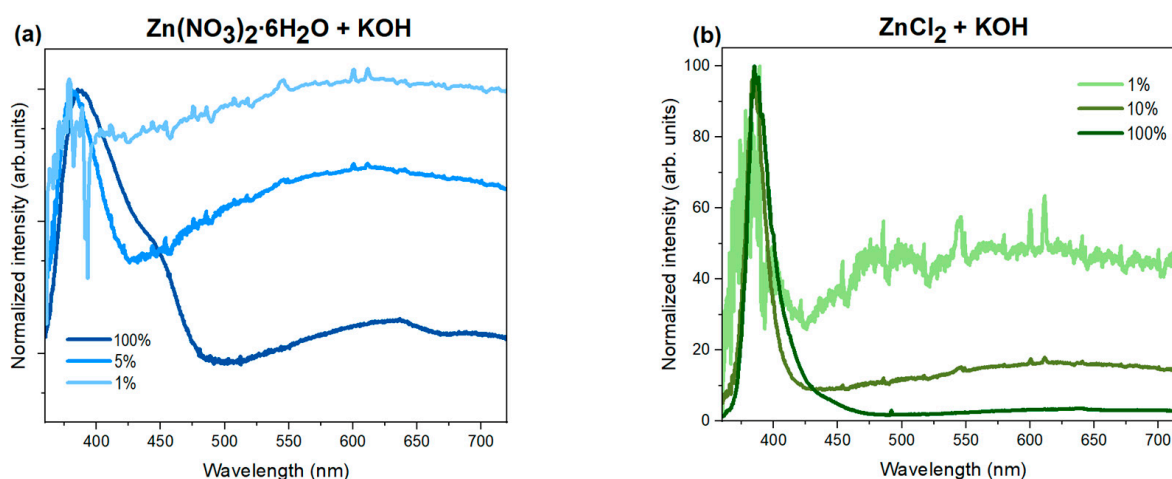 (a)
Zn(NO₃)₂·6H₂O + KOH
Normalized intensity (arb.units)
100%
5%
1%
400 450 500 550 600 650 700
Wavelength (nm)
(b)
ZnCl₂ + KOH
Normalized intensity (arb. units)
100
80
60
40
20
0
1%
10%
100%
400 450 500 550 600 650 700
Wavelength (nm)